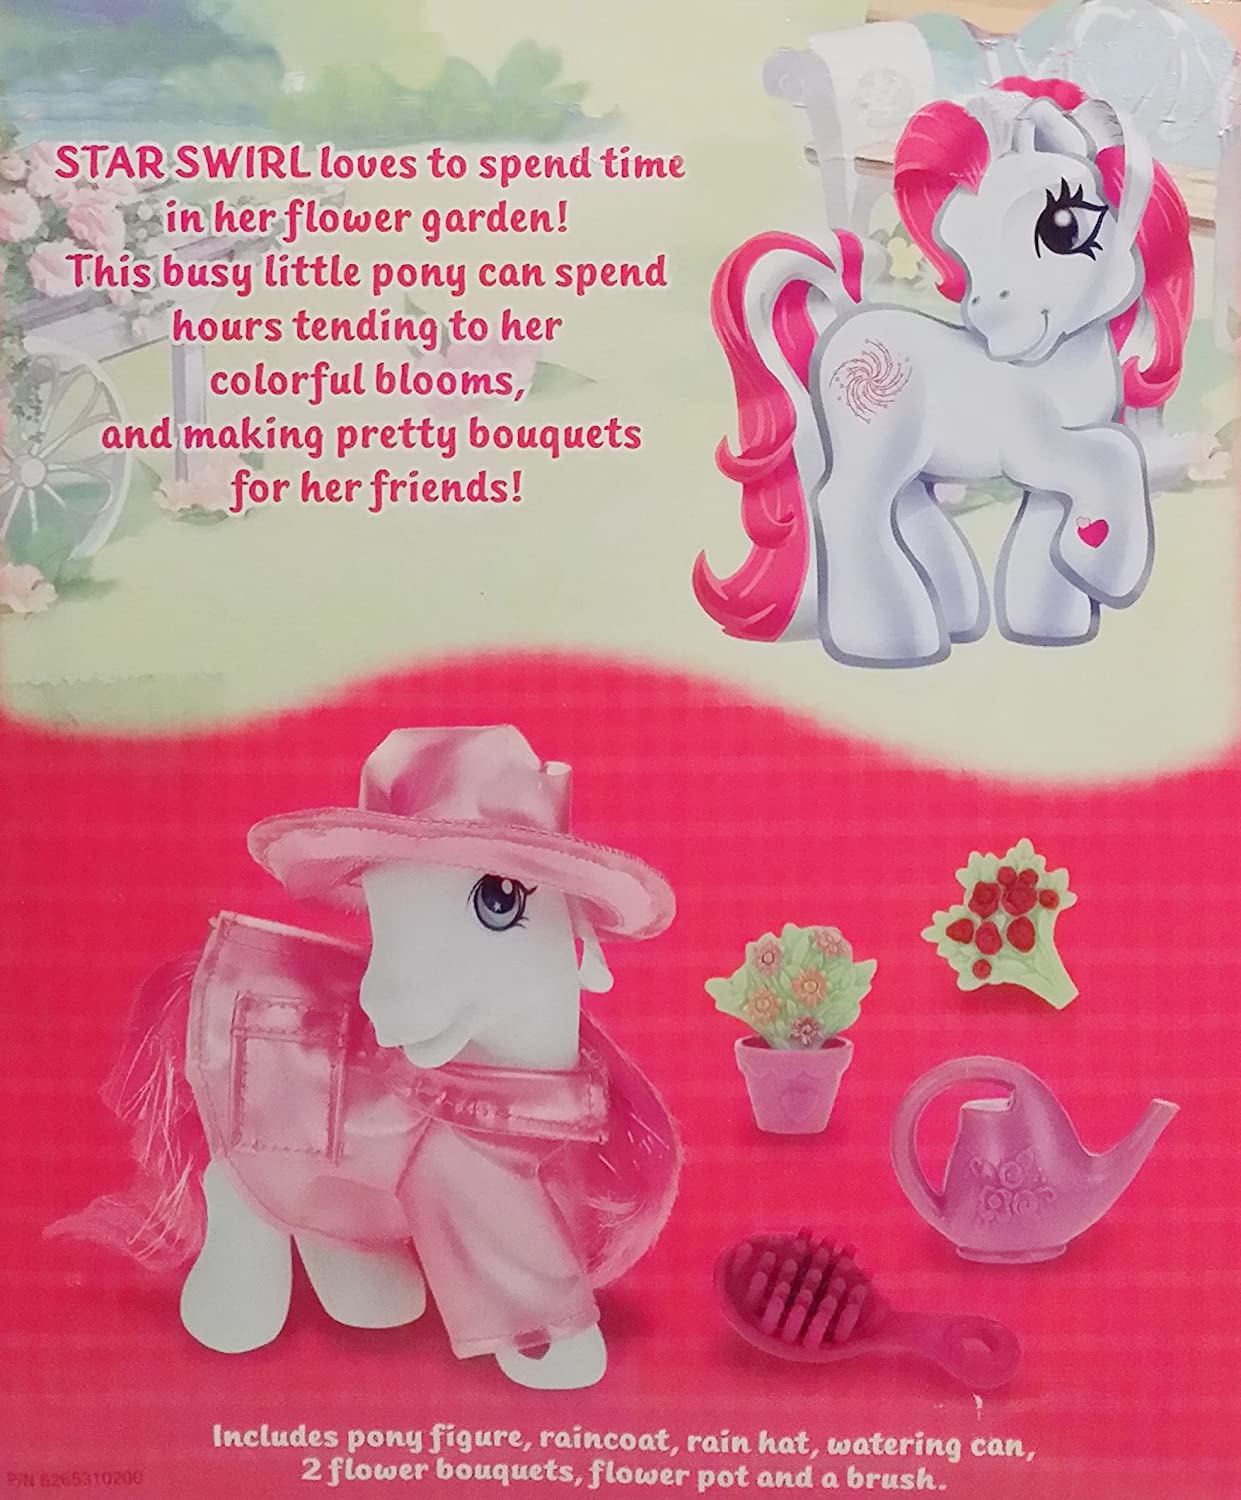 STAR SWIRL loves to spend time
in her flower garden!
This busy little pony can spend
hours tending to her
colorful blooms,
and making pretty bouquets
for her friends!
Includes pony figure, raincoat, rain hat, watering can,
2 flower bouquets, flower pot and a brush.
P/N 6265310200